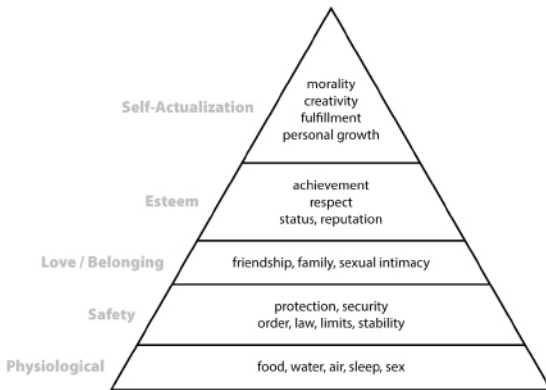 Self-Actualization
morality
creativity
fulfillment
personal growth
Esteem
achievement
respect
status, reputation
Love / Belonging
friendship, family, sexual intimacy
Safety
protection, security
order, law, limits, stability
Physiological
food, water, air, sleep, sex